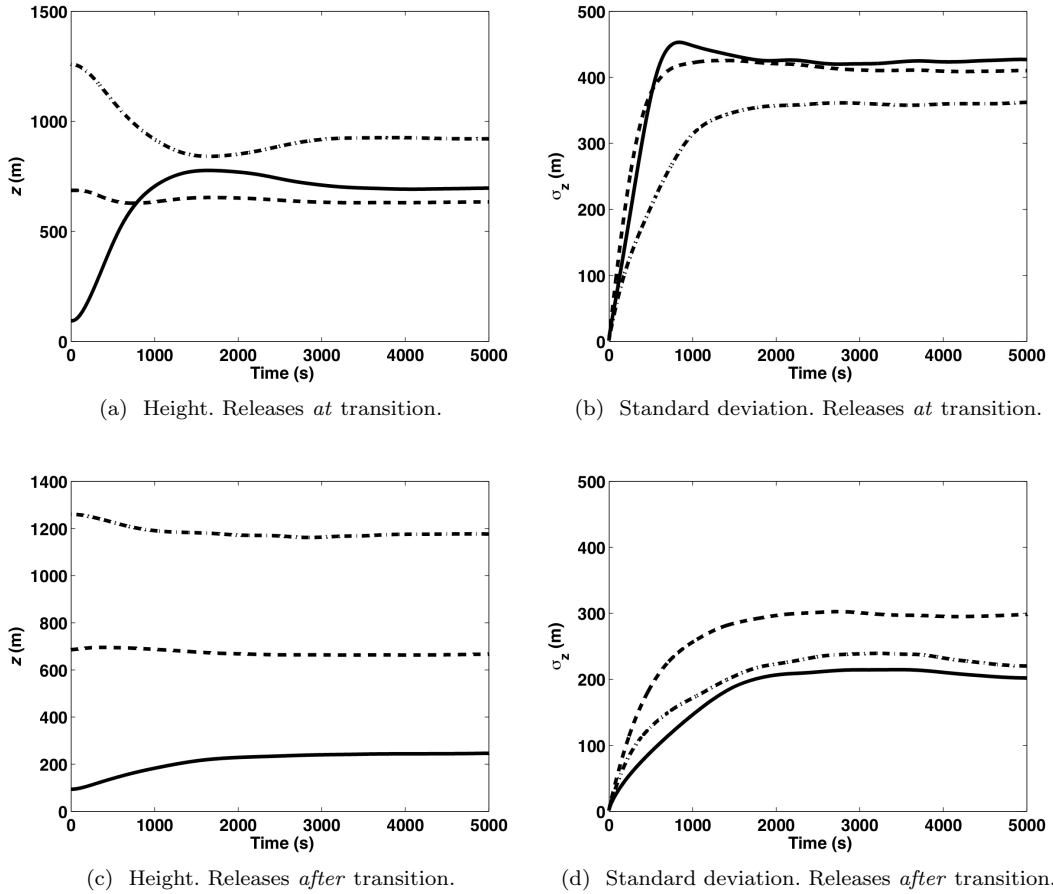 1500
1000
500
0
z (m)
0 1000 2000 3000 4000 5000
Time (s)
(a) Height. Releases at transition.
500
400
300
200
100
0
σz (m)
0 1000 2000 3000 4000 5000
Time (s)
(b) Standard deviation. Releases at transition.
1400
1200
1000
800
600
400
200
0
z (m)
0 1000 2000 3000 4000 5000
Time (s)
(c) Height. Releases after transition.
500
400
300
200
100
0
σz (m)
0 1000 2000 3000 4000 5000
Time (s)
(d) Standard deviation. Releases after transition.